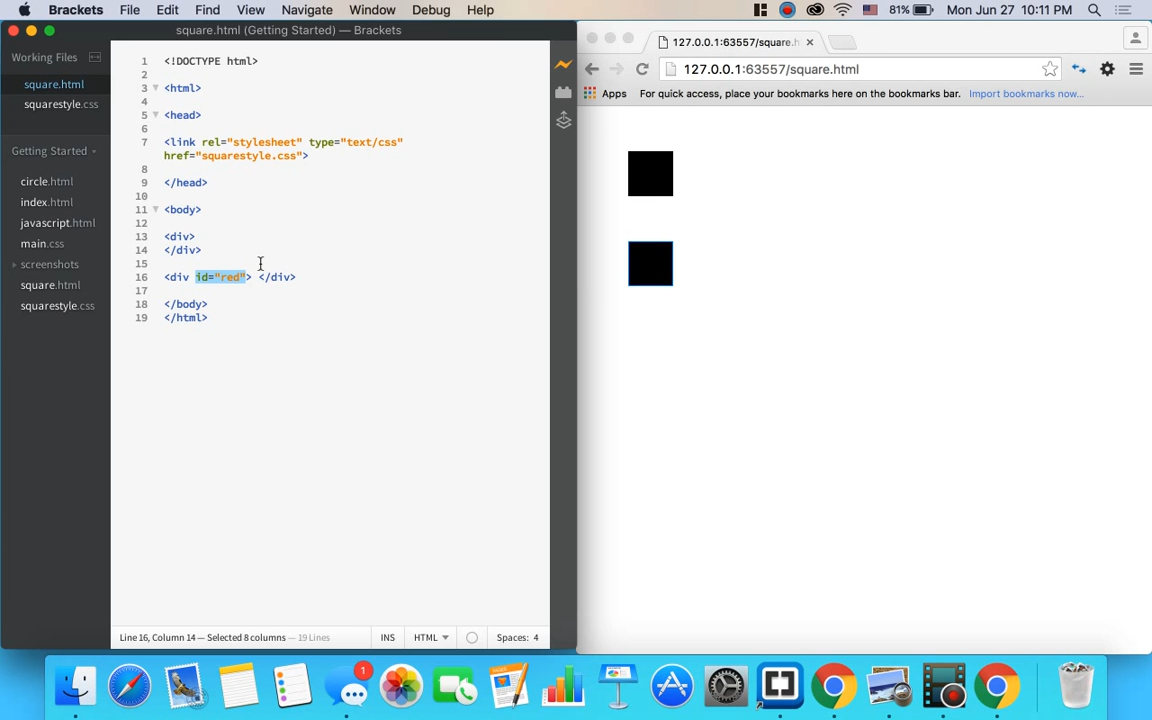 Brackets File Edit View Find Navigate Window Debug Help 81% Mon Jun 27 10:11 PM
square.html (Getting Started) — Brackets
Working Files
square.html
squarestyle.css
Getting Started
circle.html
index.html
javascript.html
main.css
screenshots
square.html
squarestyle.css
1 <!DOCTYPE html>
2
3 <html>
4
5 <head>
6
7 <link rel="stylesheet" type="text/css"
href="squarestyle.css">
8
9 </head>
10
11 <body>
12
13 <div>
14 </div>
15
16 <div id="red"> </div>
17
18 </body>
19 </html>
Line 16, Column 14 — Selected 8 columns — 19 Lines INS HTML Spaces: 4
127.0.0.1:63557/square.h
127.0.0.1:63557/square.html
Apps For quick access, place your bookmarks here on the bookmarks bar. Import bookmarks now...
1